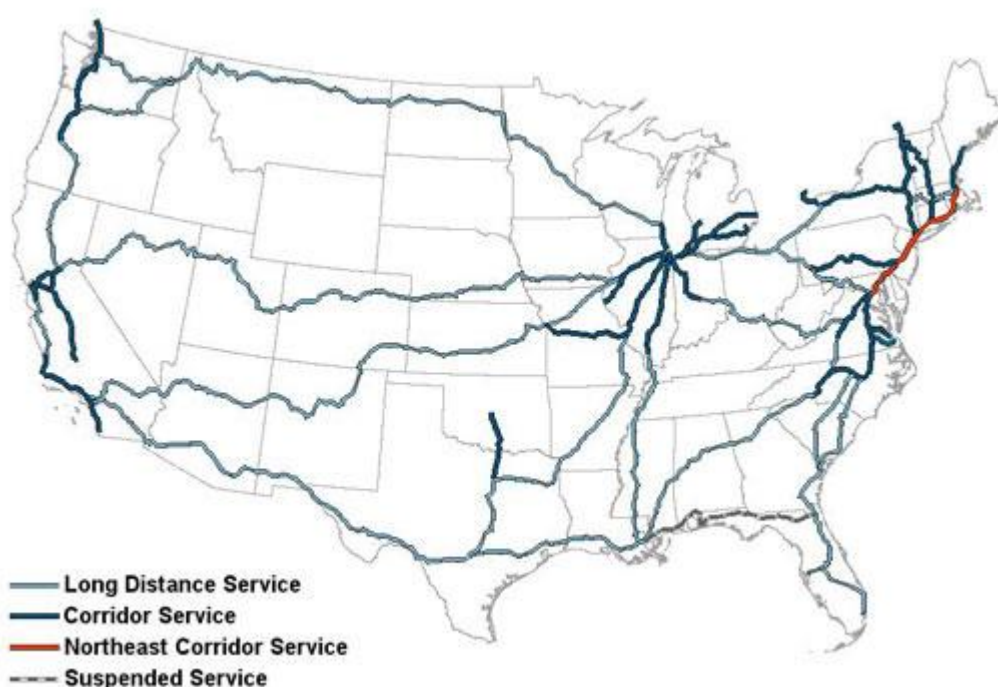 Long Distance Service
Corridor Service
Northeast Corridor Service
Suspended Service